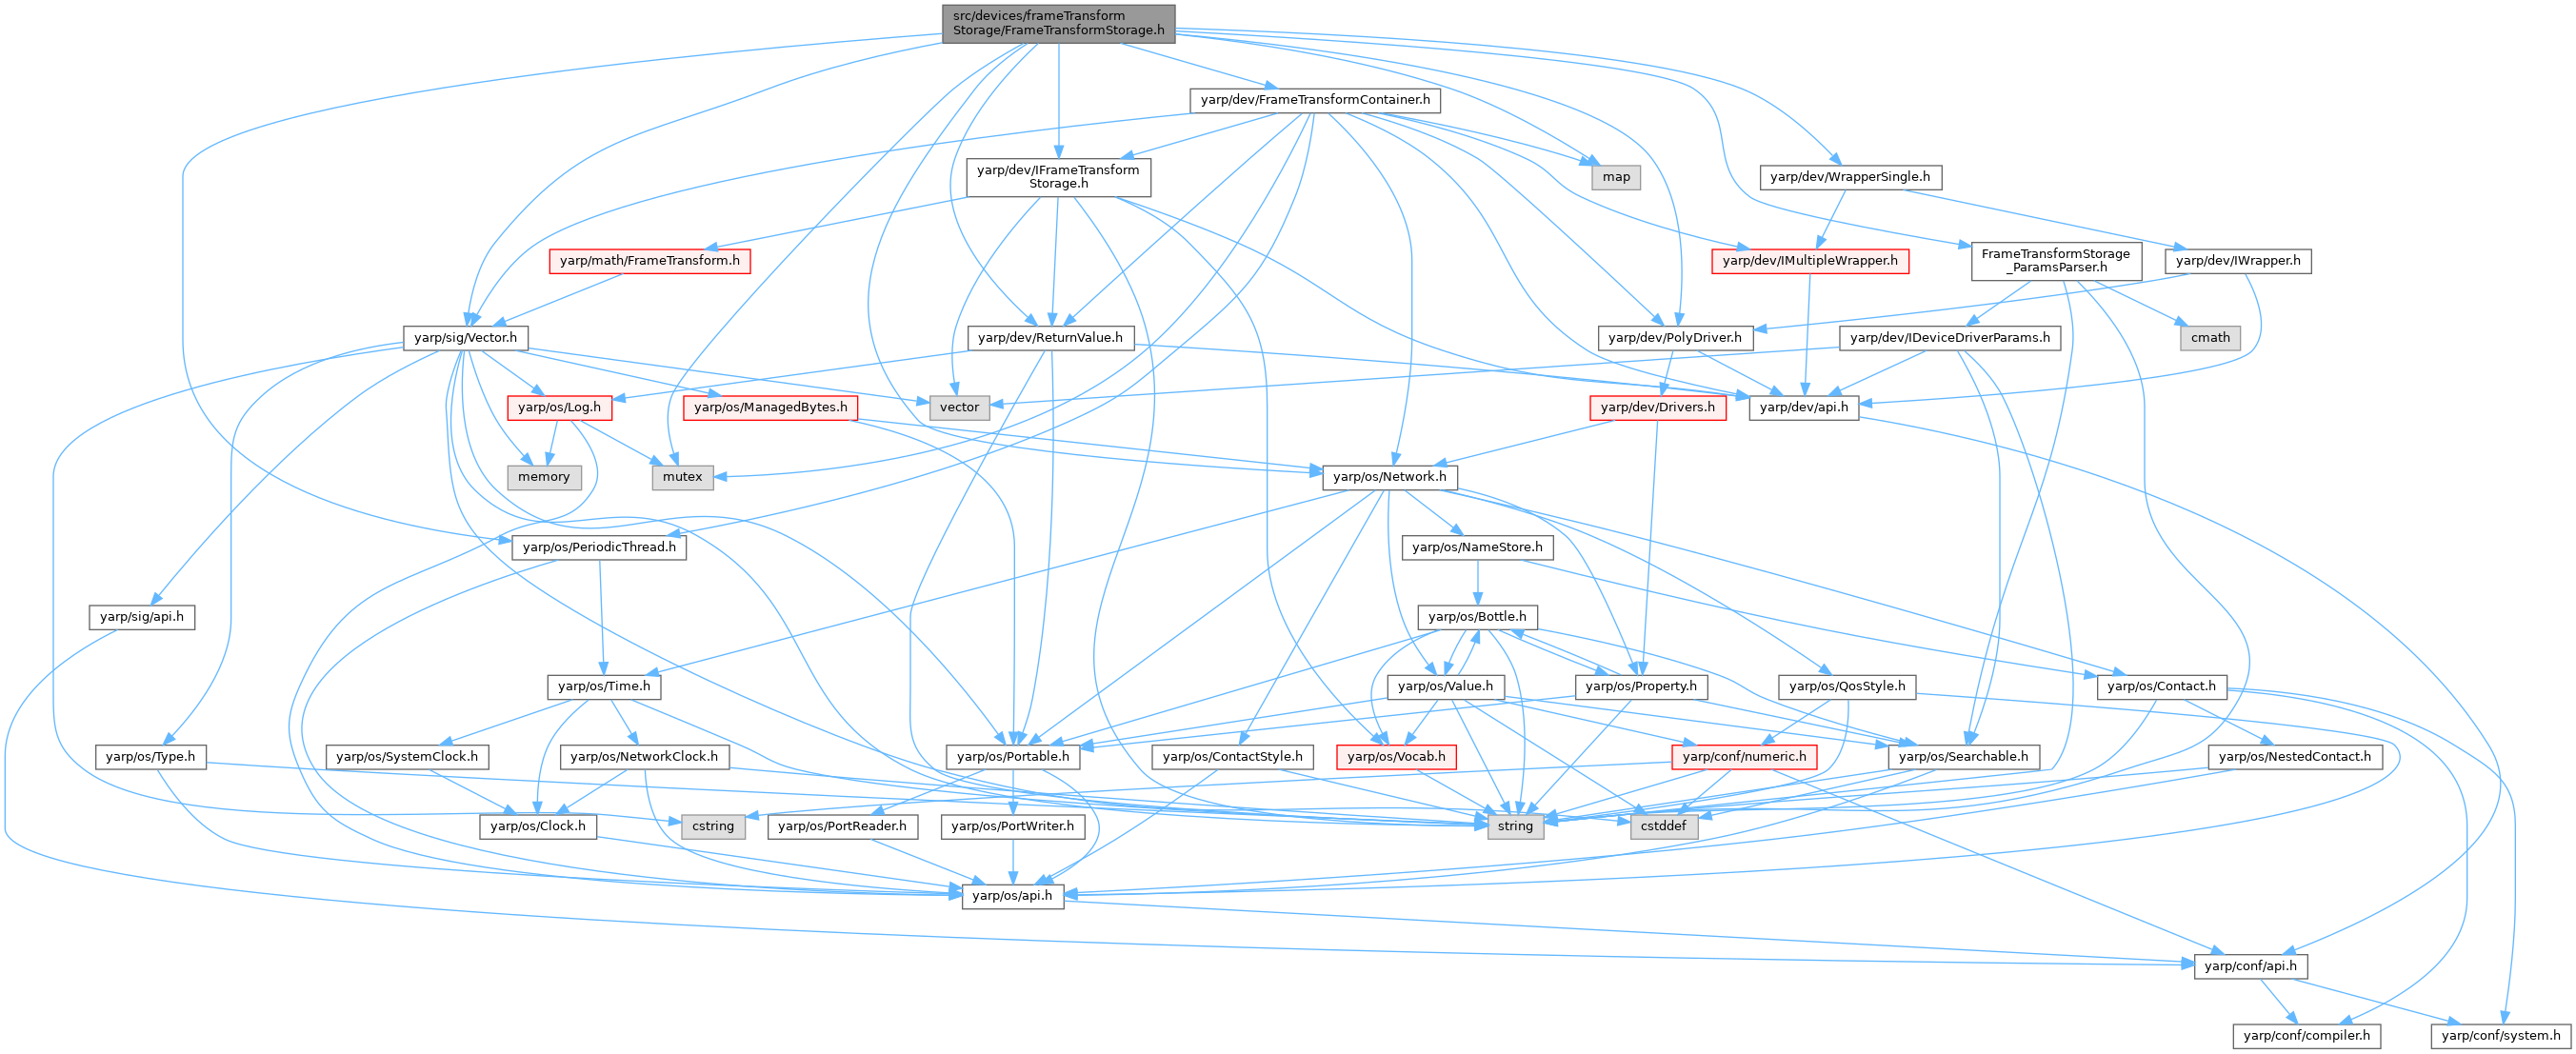 src/devices/frameTransform
Storage/FrameTransformStorage.h
yarp/dev/FrameTransformContainer.h
yarp/dev/IFrameTransform
Storage.h
map
yarp/dev/WrapperSingle.h
yarp/math/FrameTransform.h
yarp/dev/IMultipleWrapper.h
FrameTransformStorage
_ParamsParser.h
yarp/dev/IWrapper.h
yarp/sig/Vector.h
yarp/dev/ReturnValue.h
yarp/dev/PolyDriver.h
yarp/dev/IDeviceDriverParams.h
cmath
yarp/os/Log.h
yarp/os/ManagedBytes.h
vector
yarp/dev/Drivers.h
yarp/dev/api.h
memory
mutex
yarp/os/Network.h
yarp/os/PeriodicThread.h
yarp/os/NameStore.h
yarp/sig/api.h
yarp/os/Bottle.h
yarp/os/Time.h
yarp/os/Value.h
yarp/os/Property.h
yarp/os/QosStyle.h
yarp/os/Contact.h
yarp/os/Type.h
yarp/os/SystemClock.h
yarp/os/NetworkClock.h
yarp/os/Portable.h
yarp/os/ContactStyle.h
yarp/os/Vocab.h
yarp/conf/numeric.h
yarp/os/Searchable.h
yarp/os/NestedContact.h
yarp/os/Clock.h
cstring
yarp/os/PortReader.h
yarp/os/PortWriter.h
string
cstddef
yarp/os/api.h
yarp/conf/api.h
yarp/conf/compiler.h
yarp/conf/system.h